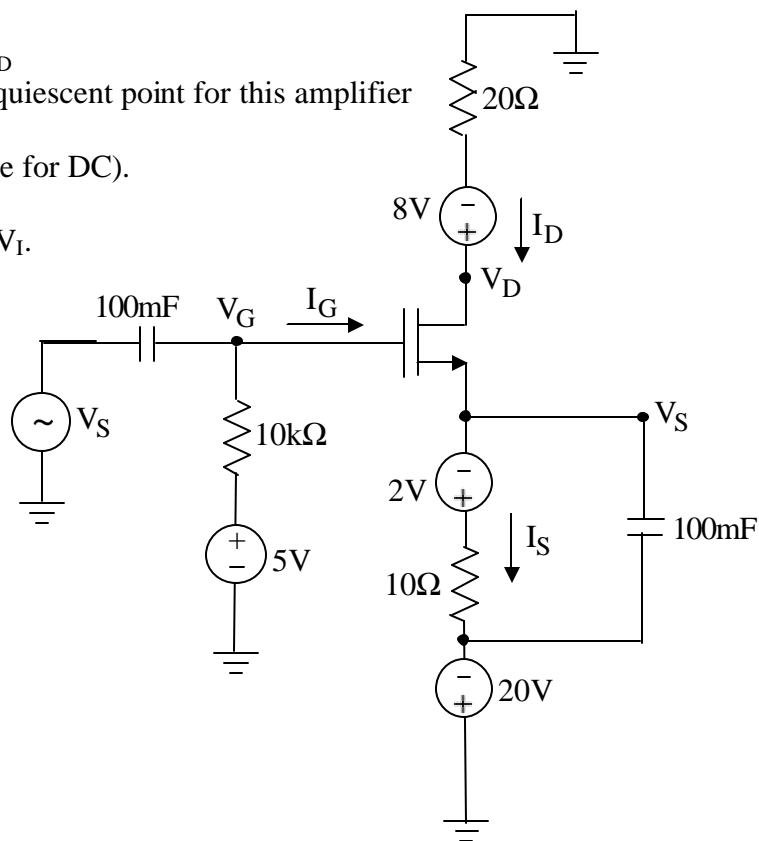 D
quiescent point for this amplifier
20Ω
e for DC).
8V
−
+
I_D
V_I.
V_D
100mF
V_G
I_G
~
V_S
10kΩ
V_S
−
2V
+
+
−
5V
I_S
100mF
10Ω
−
20V
+